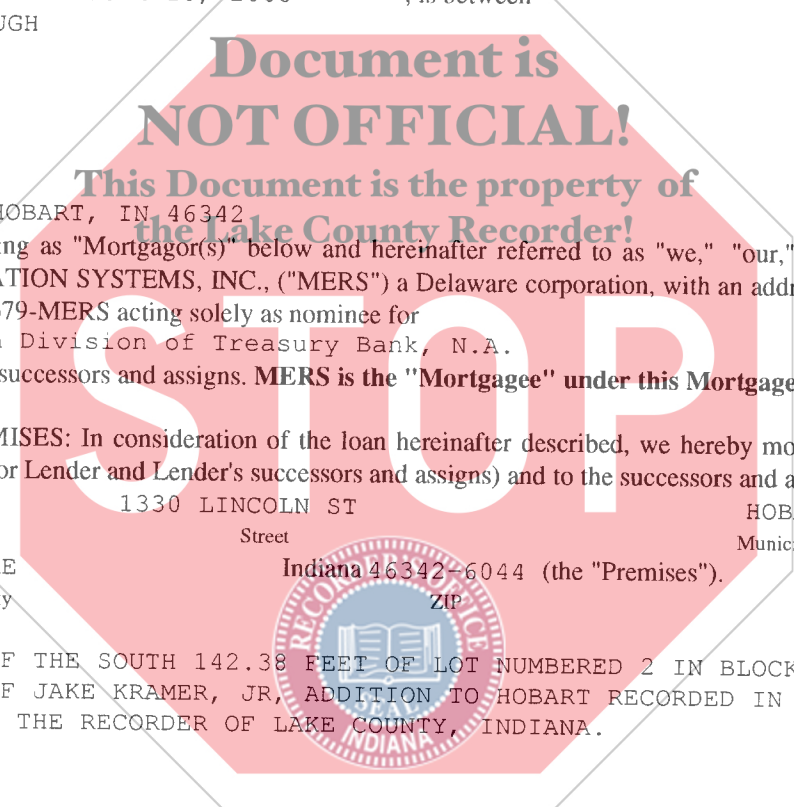 , is between
UGH
Document is
NOT OFFICIAL!
This Document is the property of
HOBART, IN 46342
the Lake County Recorder!
ing as "Mortgagor(s)" below and hereinafter referred to as "we," "our,"
ATION SYSTEMS, INC., ("MERS") a Delaware corporation, with an addr
679-MERS acting solely as nominee for
a Division of Treasury Bank, N.A.
successors and assigns. MERS is the "Mortgagee" under this Mortgage
STOP
MISES: In consideration of the loan hereinafter described, we hereby mo
or Lender and Lender's successors and assigns) and to the successors and a
1330 LINCOLN ST HOB
Street Munic
E Indiana 46342-6044 (the "Premises").
y ZIP
RECORDER'S OFFICE
F THE SOUTH 142.38 FEET OF LOT NUMBERED 2 IN BLOCK
F JAKE KRAMER, JR, ADDITION TO HOBART RECORDED IN
SEAL
THE RECORDER OF LAKE COUNTY, INDIANA.
INDIANA